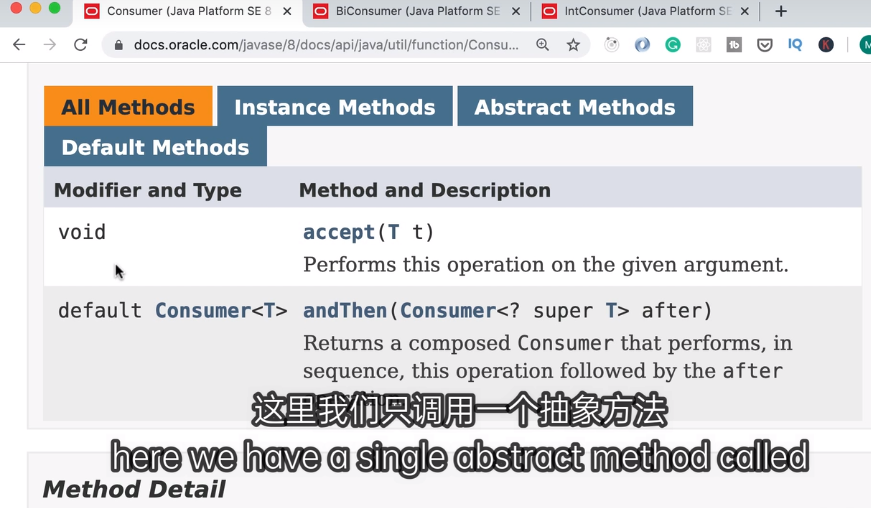 Consumer (Java Platform SE 8
BiConsumer (Java Platform SE
IntConsumer (Java Platform SE
docs.oracle.com/javase/8/docs/api/java/util/function/Consu...
All Methods
Instance Methods
Abstract Methods
Default Methods
Modifier and Type
Method and Description
void
accept(T t)
Performs this operation on the given argument.
default Consumer<T>
andThen(Consumer<? super T> after)
Returns a composed Consumer that performs, in
sequence, this operation followed by the after
这里我们只调用一个抽象方法
here we have a single abstract method called
Method Detail